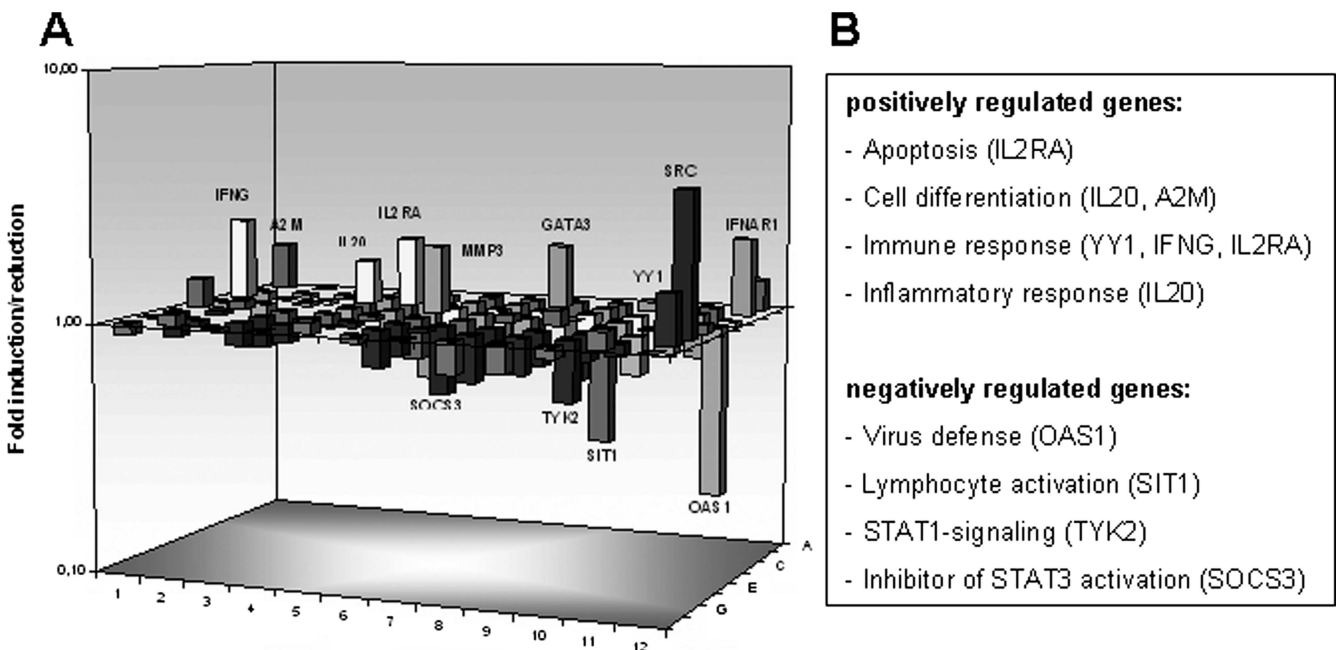 A
10,00
1,00
0,10
Fold induction/reduction
IFNG
A2M
IL20
IL2RA
MMP3
GATA3
SRC
YY1
IFNAR1
SOCS3
TYK2
SIT1
OAS1
1 2 3 4 5 6 7 8 9 10 11 12
A
C
E
G
B
positively regulated genes:
- Apoptosis (IL2RA)
- Cell differentiation (IL20, A2M)
- Immune response (YY1, IFNG, IL2RA)
- Inflammatory response (IL20)
negatively regulated genes:
- Virus defense (OAS1)
- Lymphocyte activation (SIT1)
- STAT1-signaling (TYK2)
- Inhibitor of STAT3 activation (SOCS3)